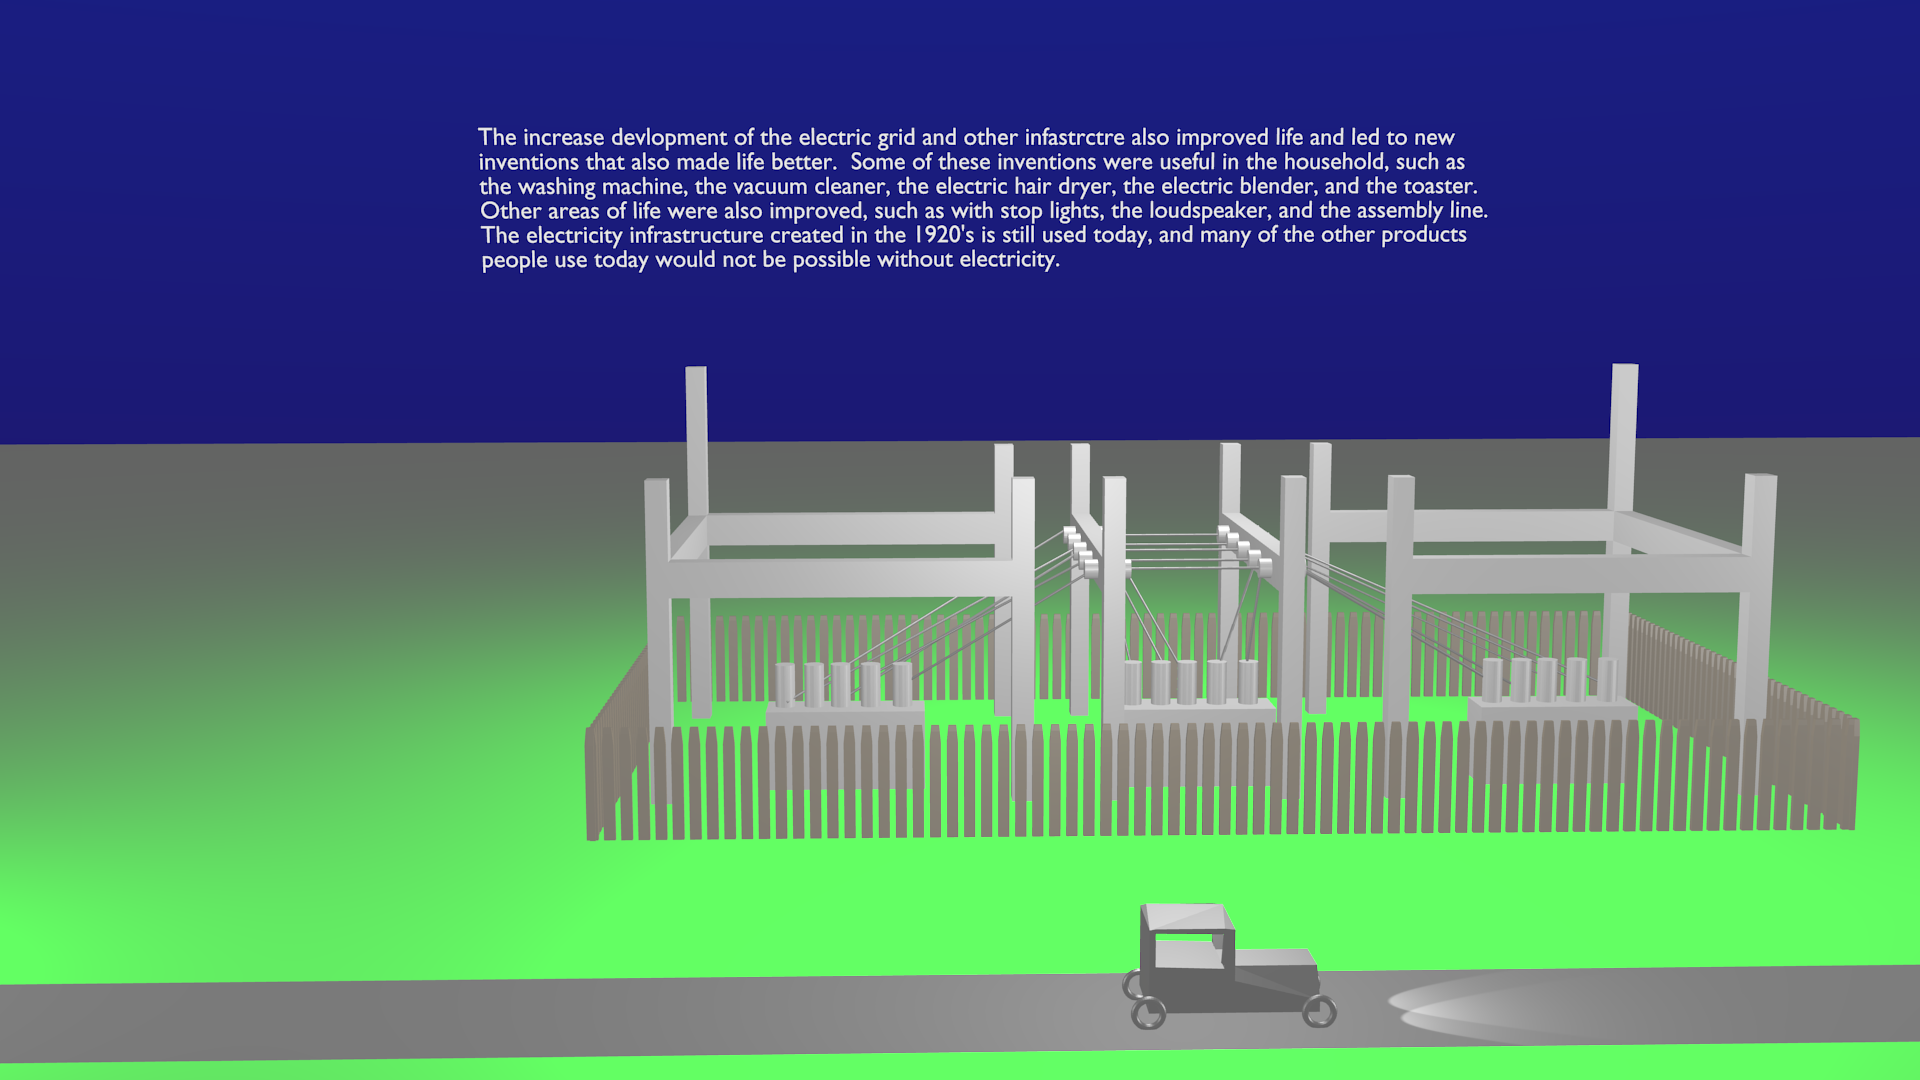 The increase devlopment of the electric grid and other infastrctre also improved life and led to new
inventions that also made life better.  Some of these inventions were useful in the household, such as
the washing machine, the vacuum cleaner, the electric hair dryer, the electric blender, and the toaster.
Other areas of life were also improved, such as with stop lights, the loudspeaker, and the assembly line.
The electricity infrastructure created in the 1920's is still used today, and many of the other products
people use today would not be possible without electricity.